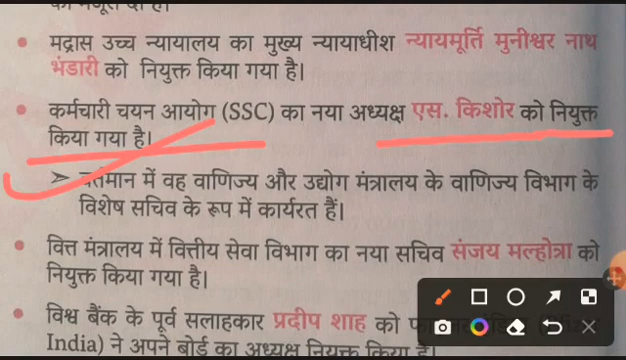 को मंजूरी दी है।
मद्रास उच्च न्यायालय का मुख्य न्यायाधीश न्यायमूर्ति मुनीश्वर नाथ
भंडारी को नियुक्त किया गया है।
कर्मचारी चयन आयोग (SSC) का नया अध्यक्ष एस. किशोर को नियुक्त
किया गया है।
➢ वर्तमान में वह वाणिज्य और उद्योग मंत्रालय के वाणिज्य विभाग के
विशेष सचिव के रूप में कार्यरत हैं।
वित्त मंत्रालय में वित्तीय सेवा विभाग का नया सचिव संजय मल्होत्रा को
नियुक्त किया गया है।
विश्व बैंक के पूर्व सलाहकार प्रदीप शाह को
India) ने अपने बोर्ड का अध्यक्ष नियुक्त किया है।